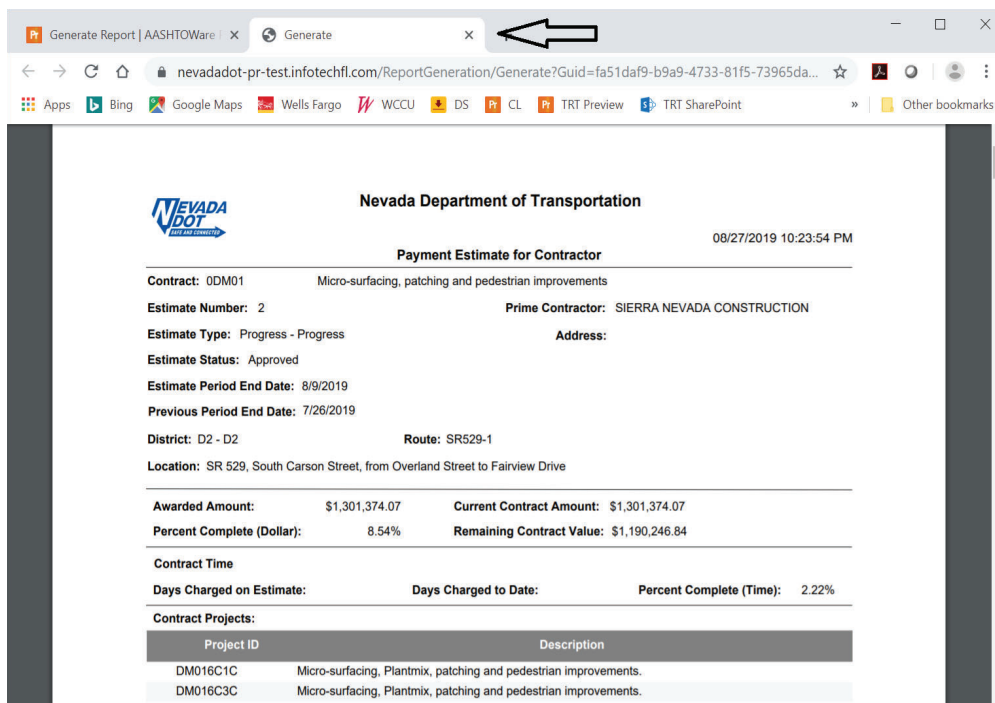 Generate Report | AASHTOWare
Generate
nevadadot-pr-test.infotechfl.com/ReportGeneration/Generate?Guid=fa51daf9-b9a9-4733-81f5-73965da...
Apps Bing Google Maps Wells Fargo WCCU DS CL TRT Preview TRT SharePoint » Other bookmarks
NEVADA
DOT
SAFE AND CONNECTED
Nevada Department of Transportation
08/27/2019 10:23:54 PM
Payment Estimate for Contractor
Contract: 0DM01 Micro-surfacing, patching and pedestrian improvements
Estimate Number: 2 Prime Contractor: SIERRA NEVADA CONSTRUCTION
Estimate Type: Progress - Progress Address:
Estimate Status: Approved
Estimate Period End Date: 8/9/2019
Previous Period End Date: 7/26/2019
District: D2 - D2 Route: SR529-1
Location: SR 529, South Carson Street, from Overland Street to Fairview Drive
Awarded Amount: $1,301,374.07 Current Contract Amount: $1,301,374.07
Percent Complete (Dollar): 8.54% Remaining Contract Value: $1,190,246.84
Contract Time
Days Charged on Estimate: Days Charged to Date: Percent Complete (Time): 2.22%
Contract Projects:
Project ID Description
DM016C1C Micro-surfacing, Plantmix, patching and pedestrian improvements.
DM016C3C Micro-surfacing, Plantmix, patching and pedestrian improvements.